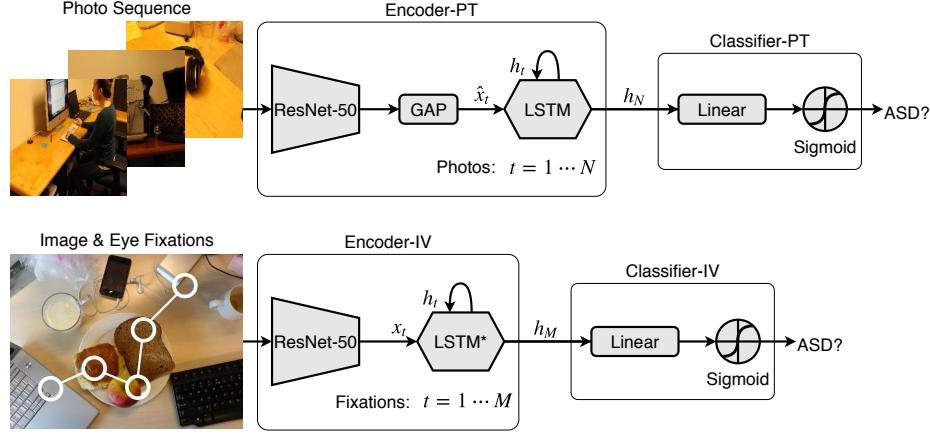 Photo Sequence
Encoder-PT
Classifier-PT
ResNet-50
GAP
x̂_t
h_t
LSTM
h_N
Linear
Sigmoid
ASD?
Photos: t = 1 ⋯ N
Image & Eye Fixations
Encoder-IV
Classifier-IV
ResNet-50
x_t
h_t
LSTM*
h_M
Linear
Sigmoid
ASD?
Fixations: t = 1 ⋯ M